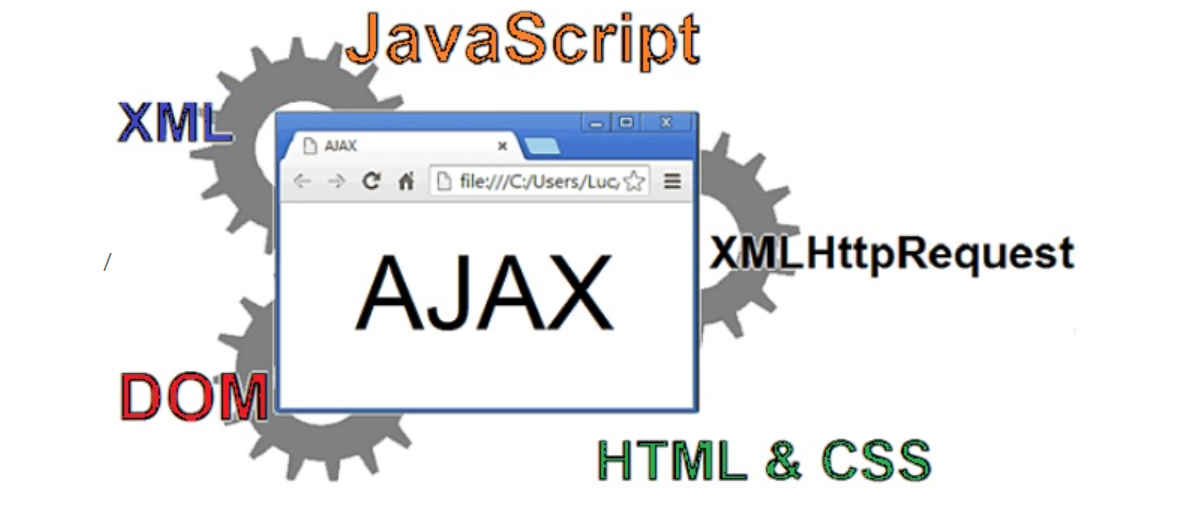 JavaScript
XML
AJAX
file:///C:/Users/Luc
XMLHttpRequest
/
AJAX
DOM
HTML & CSS